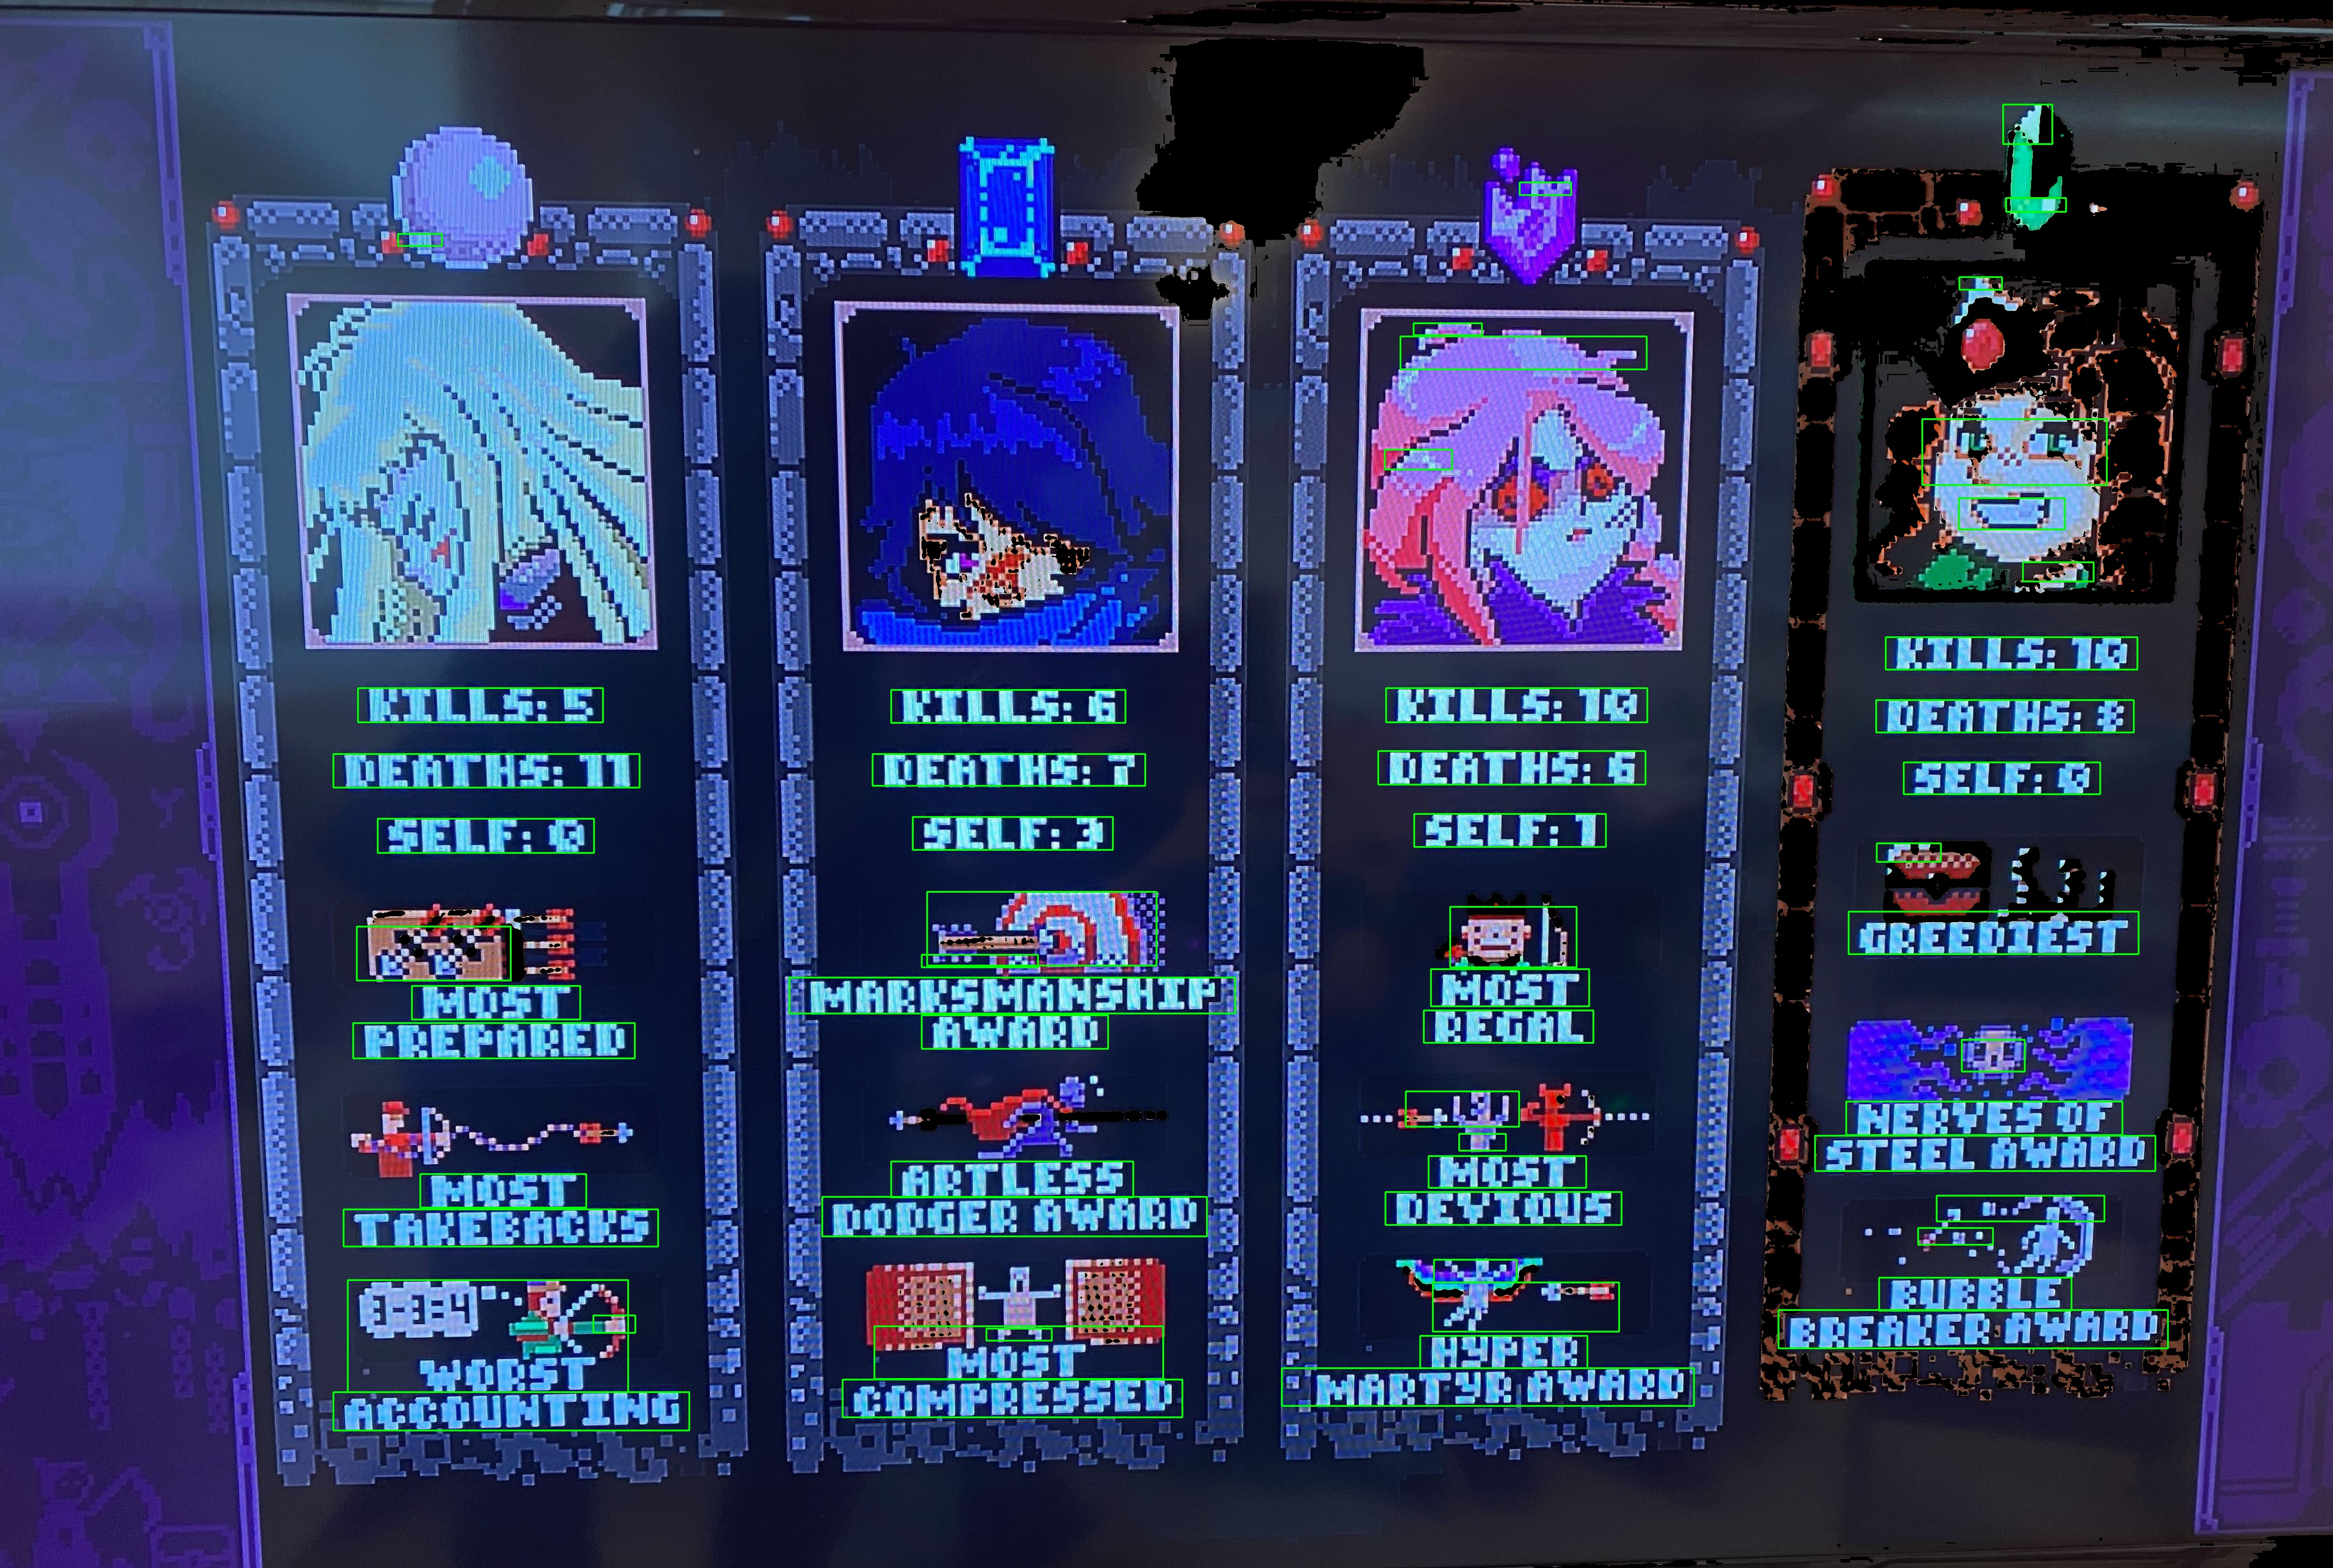 KILLS: 5
DEATHS: 11
SELF: 0
MOST
PREPARED
MOST
TAKEBACKS
WORST
ACCOUNTING
KILLS: 6
DEATHS: 7
SELF: 3
MARKSMANSHIP
AWARD
ARTLESS
DODGER AWARD
MOST
COMPRESSED
KILLS: 10
DEATHS: 6
SELF: 1
MOST
REGAL
MOST
DEVIOUS
HYPER
MARTYR AWARD
KILLS: 10
DEATHS: 8
SELF: 0
GREEDIEST
NERVES OF
STEEL AWARD
BUBBLE
BREAKER AWARD